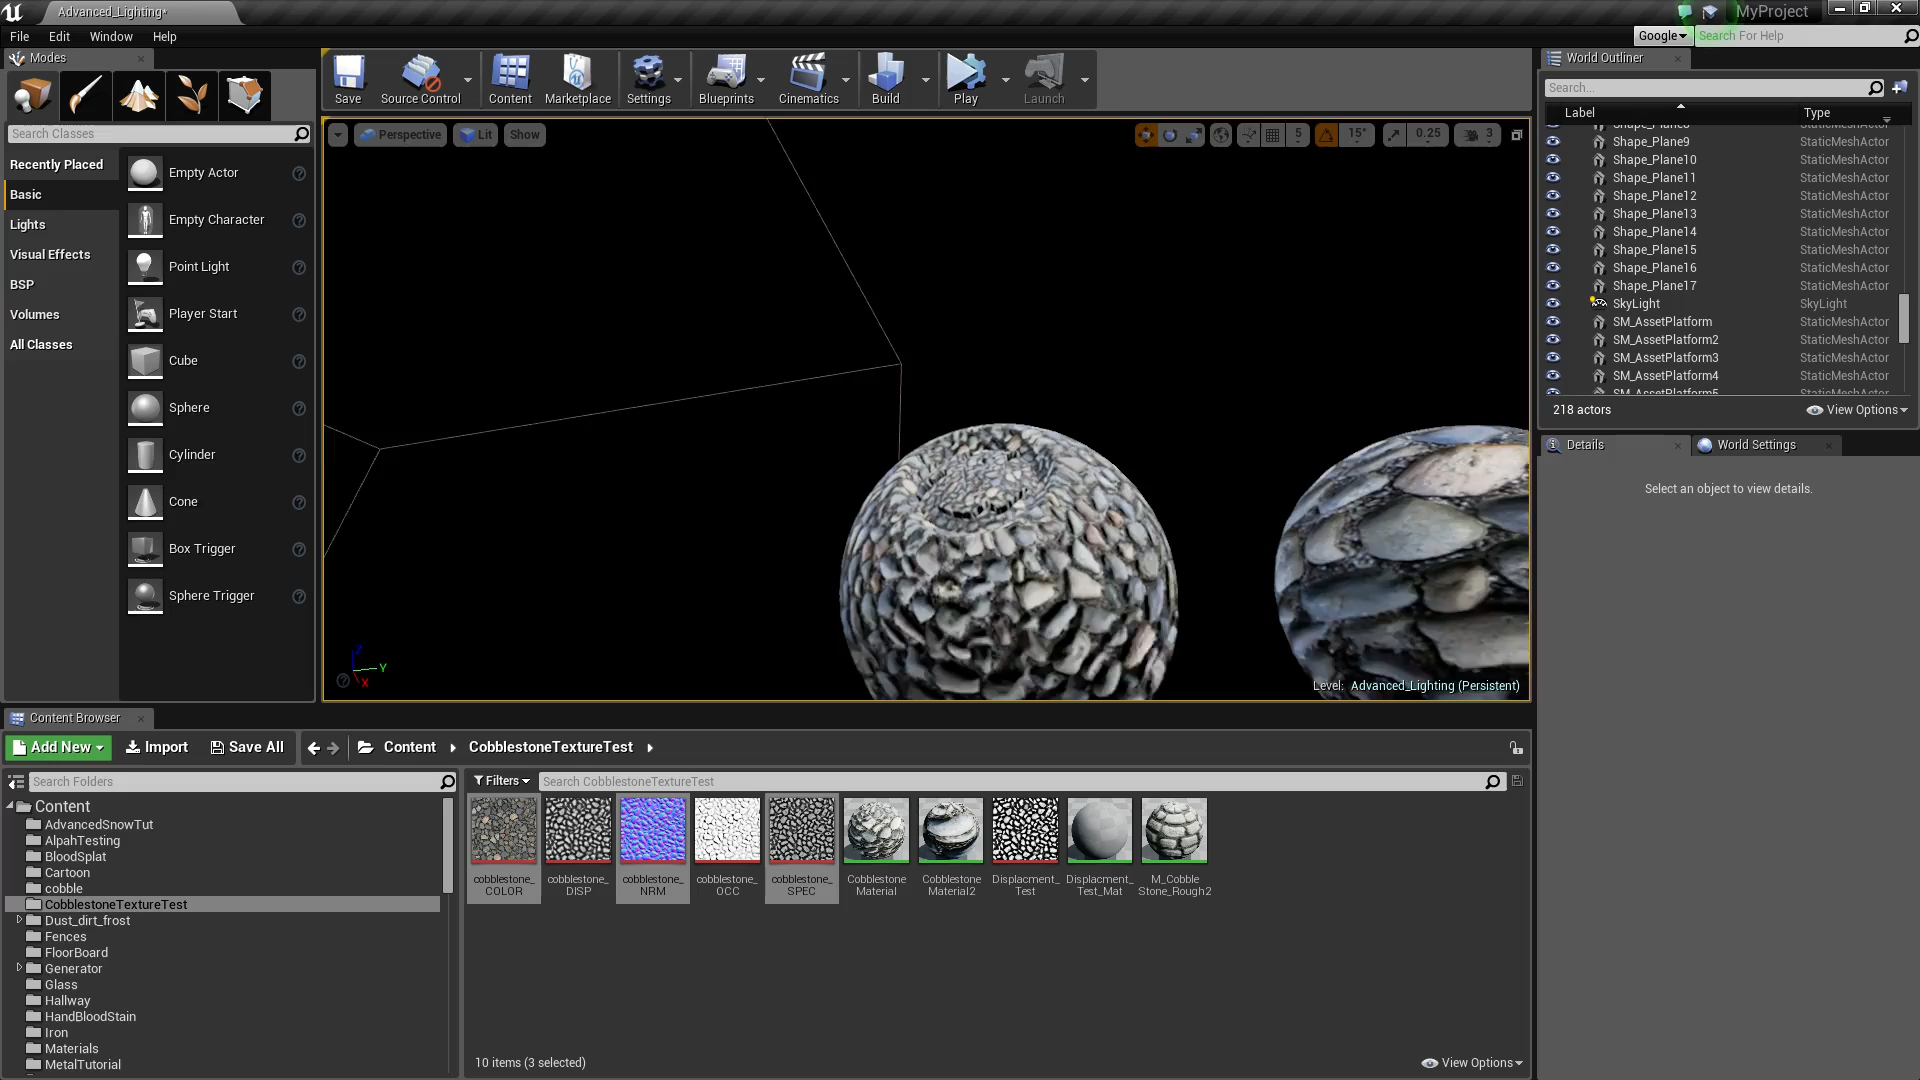 Advanced_Lighting*
MyProject
File Edit Window Help
Google
Search For Help
Modes
Search Classes
Recently Placed
Basic
Lights
Visual Effects
BSP
Volumes
All Classes
Empty Actor
Empty Character
Point Light
Player Start
Cube
Sphere
Cylinder
Cone
Box Trigger
Sphere Trigger
Save
Source Control
Content
Marketplace
Settings
Blueprints
Cinematics
Build
Play
Launch
Perspective Lit Show
5 15° 0.25 3
Z
Y
X
Level: Advanced_Lighting (Persistent)
World Outliner
Search...
Label Type
Shape_Plane8 StaticMeshActor
Shape_Plane9 StaticMeshActor
Shape_Plane10 StaticMeshActor
Shape_Plane11 StaticMeshActor
Shape_Plane12 StaticMeshActor
Shape_Plane13 StaticMeshActor
Shape_Plane14 StaticMeshActor
Shape_Plane15 StaticMeshActor
Shape_Plane16 StaticMeshActor
Shape_Plane17 StaticMeshActor
SkyLight SkyLight
SM_AssetPlatform StaticMeshActor
SM_AssetPlatform2 StaticMeshActor
SM_AssetPlatform3 StaticMeshActor
SM_AssetPlatform4 StaticMeshActor
SM_AssetPlatform5 StaticMeshActor
218 actors View Options
Details World Settings
Select an object to view details.
Content Browser
Add New Import Save All Content CobblestoneTextureTest
Search Folders
Content
AdvancedSnowTut
AlpahTesting
BloodSplat
Cartoon
cobble
CobblestoneTextureTest
Dust_dirt_frost
Fences
FloorBoard
Generator
Glass
Hallway
HandBloodStain
Iron
Materials
MetalTutorial
Filters Search CobblestoneTextureTest
cobblestone_
COLOR
cobblestone_
DISP
cobblestone_
NRM
cobblestone_
OCC
cobblestone_
SPEC
Cobblestone
Material
Cobblestone
Material2
Displacment_
Test
Displacment_
Test_Mat
M_Cobble
Stone_Rough2
10 items (3 selected) View Options